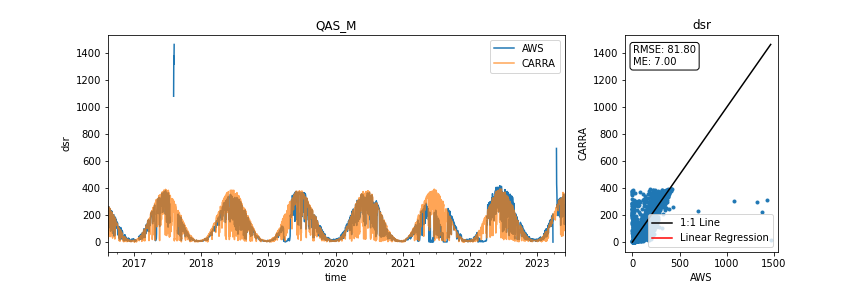 QAS_M
dsr
1400
1200
1000
800
600
400
200
0
dsr
AWS
CARRA
2017
2018
2019
2020
2021
2022
2023
time
dsr
RMSE: 81.80
ME: 7.00
1400
1200
1000
800
600
400
200
0
CARRA
1:1 Line
Linear Regression
0
500
1000
1500
AWS